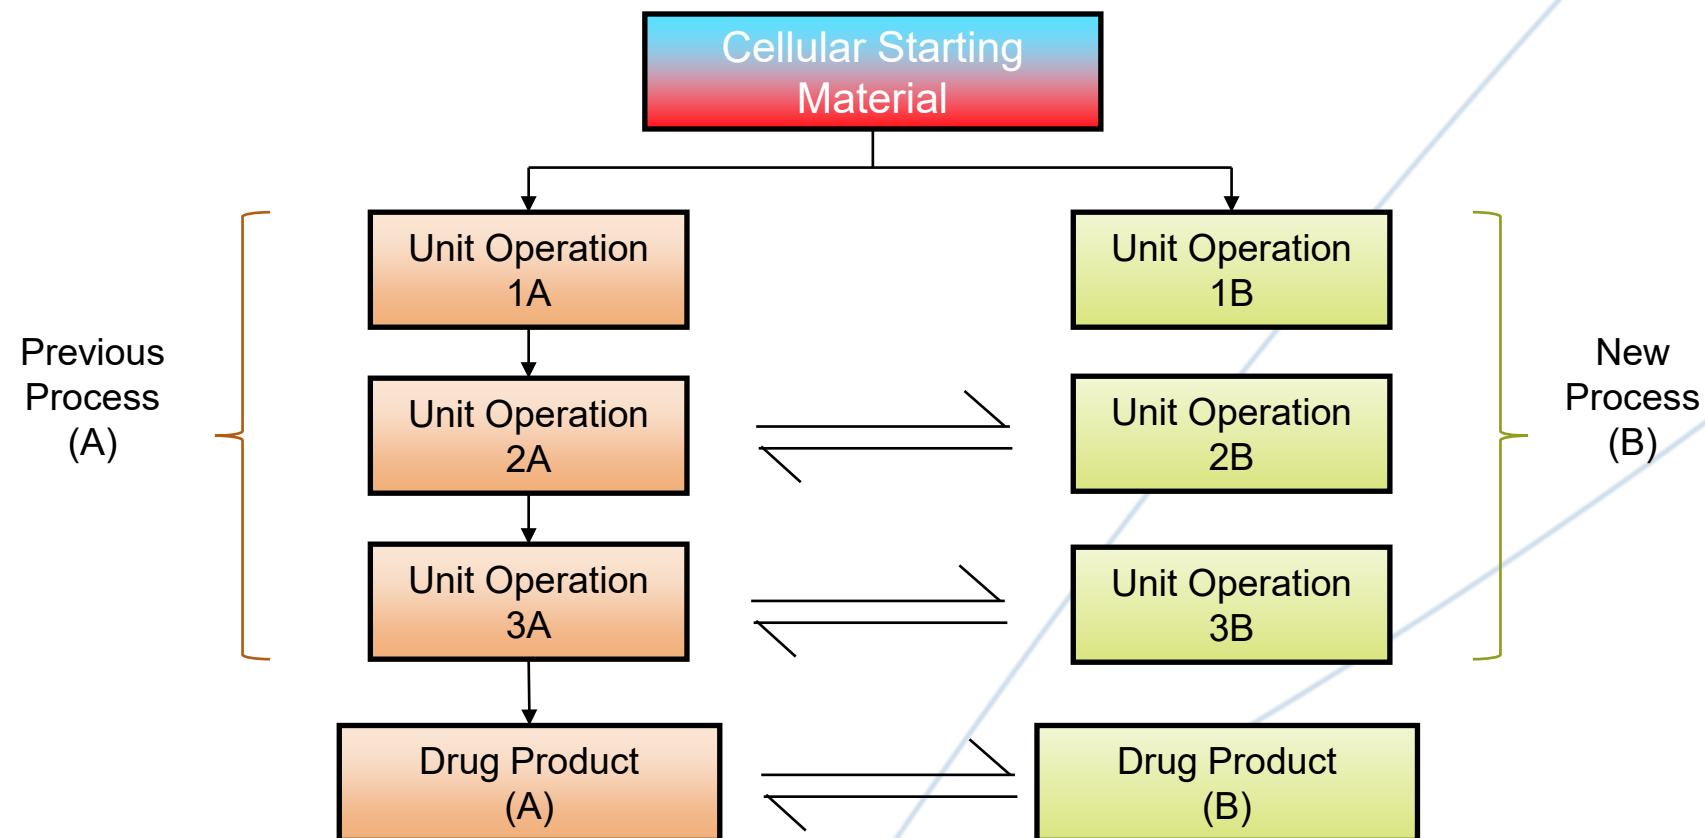 Cellular Starting
Material
Unit Operation
1A
Unit Operation
1B
Previous
Process
(A)
New
Process
(B)
Unit Operation
2A
Unit Operation
2B
Unit Operation
3A
Unit Operation
3B
Drug Product
(A)
Drug Product
(B)